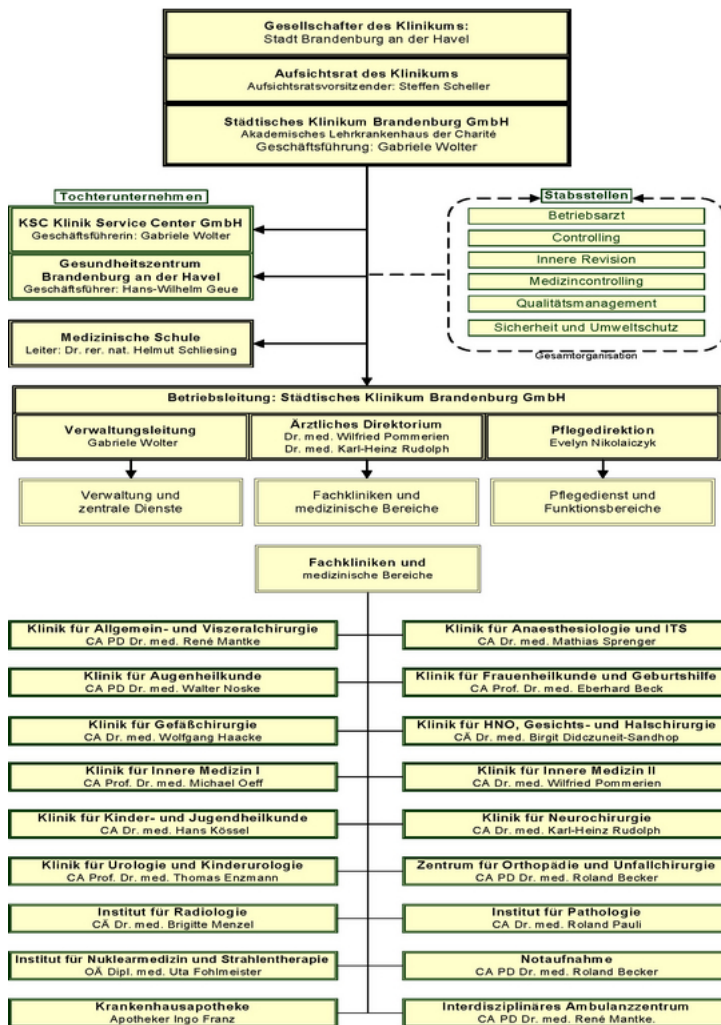 Gesellschafter des Klinikums:
Stadt Brandenburg an der Havel
Aufsichtsrat des Klinikums
Aufsichtsratsvorsitzender: Steffen Scheller
Städtisches Klinikum Brandenburg GmbH
Akademisches Lehrkrankenhaus der Charité
Geschäftsführung: Gabriele Wolter
Tochterunternehmen
KSC Klinik Service Center GmbH
Geschäftsführerin: Gabriele Wolter
Gesundheitszentrum
Brandenburg an der Havel
Geschäftsführer: Hans-Wilhelm Geue
Medizinische Schule
Leiter: Dr. rer. nat. Helmut Schliesing
Stabsstellen
Betriebsarzt
Controlling
Innere Revision
Medizincontrolling
Qualitätsmanagement
Sicherheit und Umweltschutz
Gesamtorganisation
Betriebsleitung: Städtisches Klinikum Brandenburg GmbH
Verwaltungsleitung
Gabriele Wolter
Ärztliches Direktorium
Dr. med. Wilfried Pommerien
Dr. med. Karl-Heinz Rudolph
Pflegedirektion
Evelyn Nikolaiczyk
Verwaltung und
zentrale Dienste
Fachkliniken und
medizinische Bereiche
Pflegedienst und
Funktionsbereiche
Fachkliniken und
medizinische Bereiche
Klinik für Allgemein- und Viszeralchirurgie
CA PD Dr. med. René Mantke
Klinik für Anaesthesiologie und ITS
CA Dr. med. Mathias Sprenger
Klinik für Augenheilkunde
CA PD Dr. med. Walter Noske
Klinik für Frauenheilkunde und Geburtshilfe
CA Prof. Dr. med. Eberhard Beck
Klinik für Gefäßchirurgie
CA Dr. med. Wolfgang Haacke
Klinik für HNO, Gesichts- und Halschirurgie
CÄ Dr. med. Birgit Didczuneit-Sandhop
Klinik für Innere Medizin I
CA Prof. Dr. med. Michael Oeff
Klinik für Innere Medizin II
CA Dr. med. Wilfried Pommerien
Klinik für Kinder- und Jugendheilkunde
CA Dr. med. Hans Kössel
Klinik für Neurochirurgie
CA Dr. med. Karl-Heinz Rudolph
Klinik für Urologie und Kinderurologie
CA Prof. Dr. med. Thomas Enzmann
Zentrum für Orthopädie und Unfallchirurgie
CA PD Dr. med. Roland Becker
Institut für Radiologie
CÄ Dr. med. Brigitte Menzel
Institut für Pathologie
CA Dr. med. Roland Pauli
Institut für Nuklearmedizin und Strahlentherapie
OÄ Dipl. med. Uta Fohlmeister
Notaufnahme
CA PD Dr. med. Roland Becker
Krankenhausapotheke
Apotheker Ingo Franz
Interdisziplinäres Ambulanzzentrum
CA PD Dr. med. René Mantke.